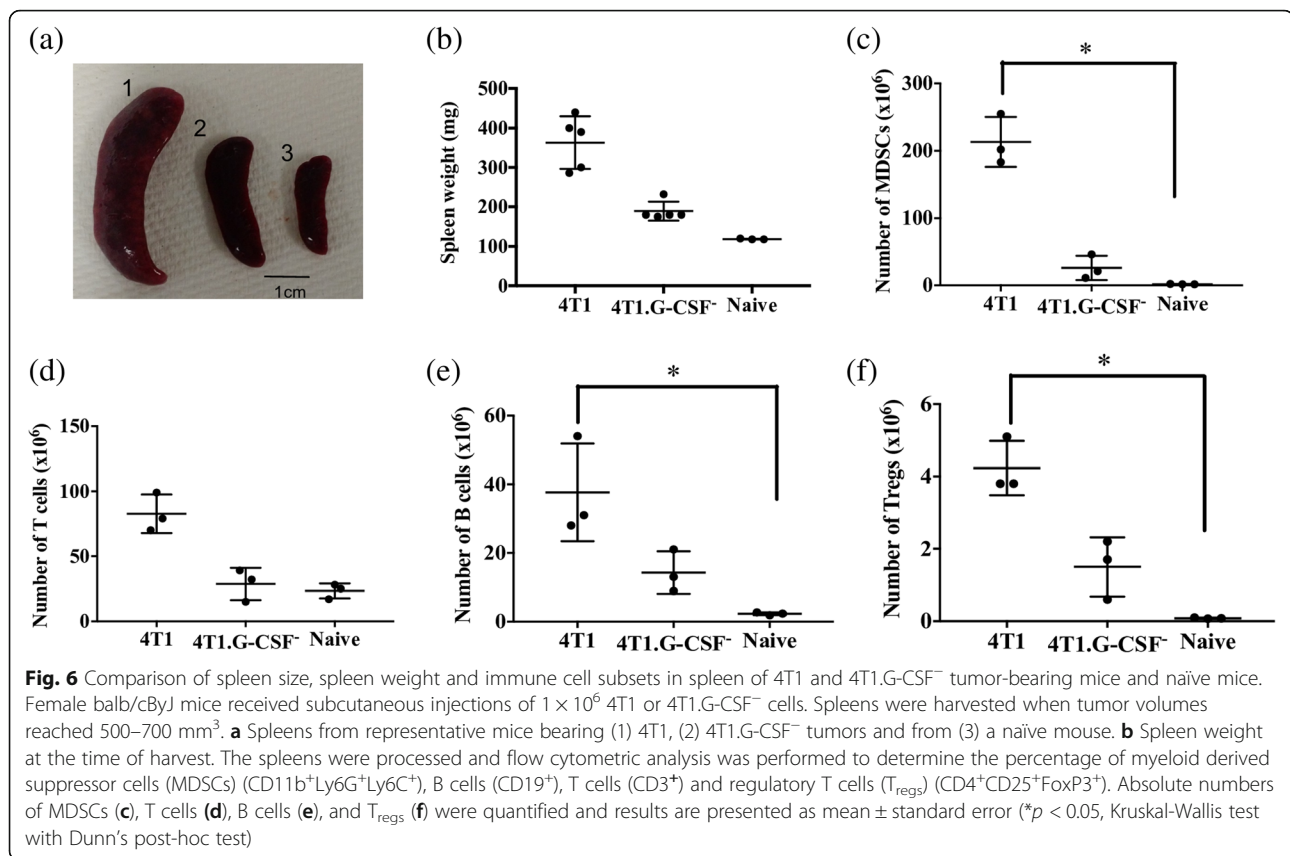 (a)
1
2
3
1cm
(b)
Spleen weight (mg)
500
400
300
200
100
0
4T1
4T1.G-CSF⁻
Naive
(c)
*
Number of MDSCs (x10⁶)
300
200
100
0
4T1
4T1.G-CSF⁻
Naive
(d)
Number of T cells (x10⁶)
150
100
50
0
4T1
4T1.G-CSF⁻
Naive
(e)
*
Number of B cells (x10⁶)
60
40
20
0
4T1
4T1.G-CSF⁻
Naive
(f)
*
Number of Tregs (x10⁶)
6
4
2
0
4T1
4T1.G-CSF⁻
Naive
Fig. 6 Comparison of spleen size, spleen weight and immune cell subsets in spleen of 4T1 and 4T1.G-CSF⁻ tumor-bearing mice and naïve mice.
Female balb/cByJ mice received subcutaneous injections of 1 × 10⁶ 4T1 or 4T1.G-CSF⁻ cells. Spleens were harvested when tumor volumes
reached 500–700 mm³. a Spleens from representative mice bearing (1) 4T1, (2) 4T1.G-CSF⁻ tumors and from (3) a naïve mouse. b Spleen weight
at the time of harvest. The spleens were processed and flow cytometric analysis was performed to determine the percentage of myeloid derived
suppressor cells (MDSCs) (CD11b⁺Ly6G⁺Ly6C⁺), B cells (CD19⁺), T cells (CD3⁺) and regulatory T cells (Tregs) (CD4⁺CD25⁺FoxP3⁺). Absolute numbers
of MDSCs (c), T cells (d), B cells (e), and Tregs (f) were quantified and results are presented as mean ± standard error (*p < 0.05, Kruskal-Wallis test
with Dunn's post-hoc test)